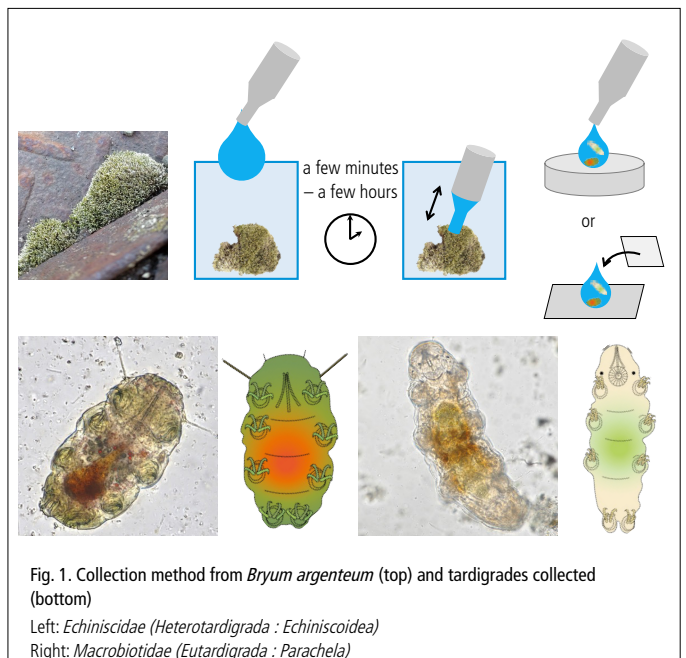 a few minutes
– a few hours
or
Fig. 1. Collection method from Bryum argenteum (top) and tardigrades collected
(bottom)
Left: Echiniscidae (Heterotardigrada : Echiniscoidea)
Right: Macrobiotidae (Eutardigrada : Parachela)